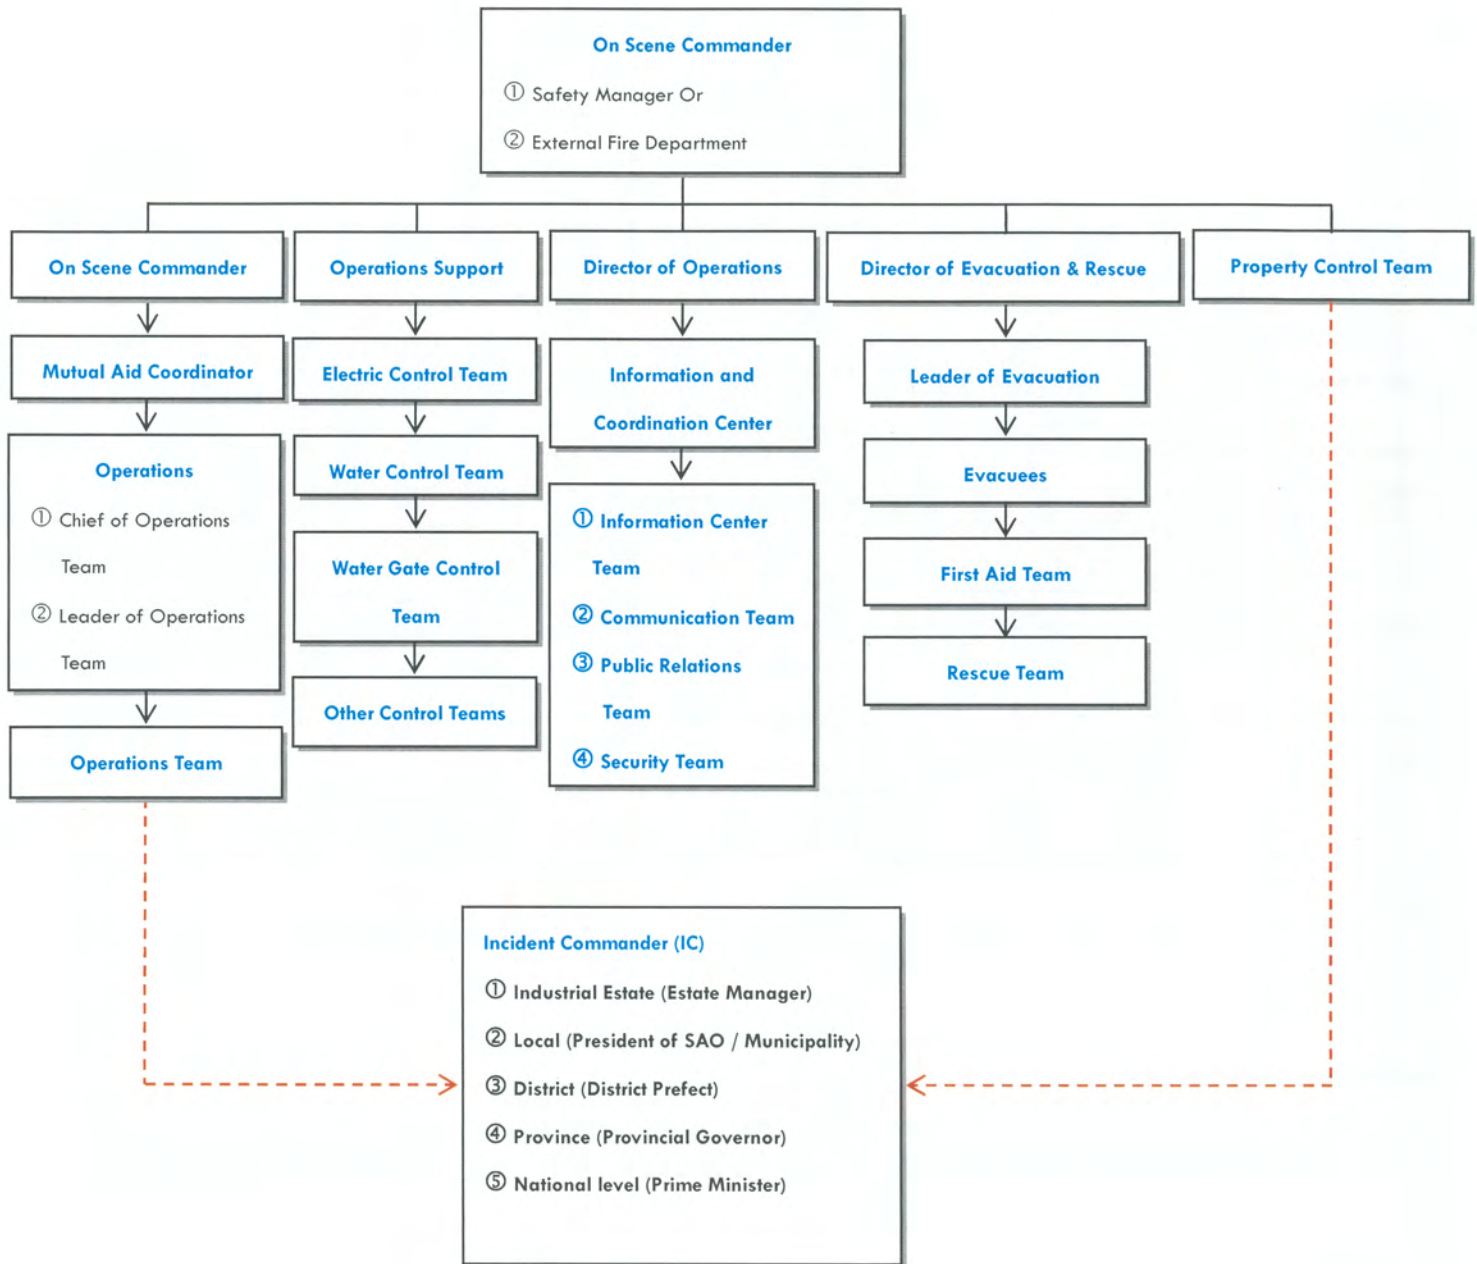 On Scene Commander
① Safety Manager Or
② External Fire Department
On Scene Commander
Mutual Aid Coordinator
Operations
① Chief of Operations
Team
② Leader of Operations
Team
Operations Team
Operations Support
Electric Control Team
Water Control Team
Water Gate Control
Team
Other Control Teams
Director of Operations
Information and
Coordination Center
① Information Center
Team
② Communication Team
③ Public Relations
Team
④ Security Team
Director of Evacuation & Rescue
Leader of Evacuation
Evacuees
First Aid Team
Rescue Team
Property Control Team
Incident Commander (IC)
① Industrial Estate (Estate Manager)
② Local (President of SAO / Municipality)
③ District (District Prefect)
④ Province (Provincial Governor)
⑤ National level (Prime Minister)